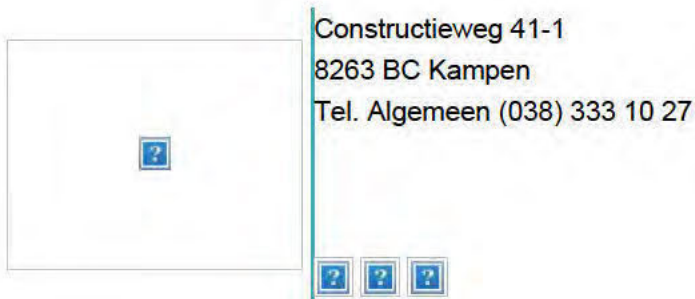 Constructieweg 41-1
8263 BC Kampen
Tel. Algemeen (038) 333 10 27